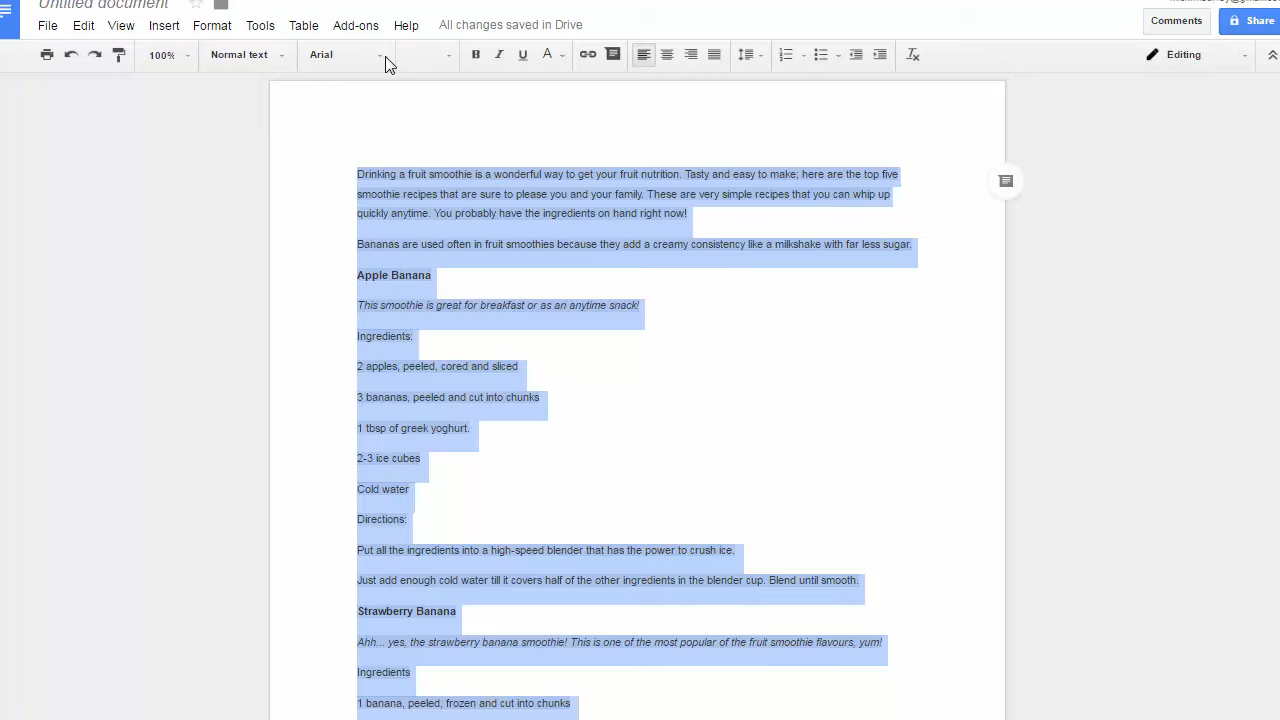 Untitled document
File Edit View Insert Format Tools Table Add-ons Help All changes saved in Drive
Comments Share
100% Normal text Arial B I U A Editing
Drinking a fruit smoothie is a wonderful way to get your fruit nutrition. Tasty and easy to make; here are the top five
smoothie recipes that are sure to please you and your family. These are very simple recipes that you can whip up
quickly anytime. You probably have the ingredients on hand right now!
Bananas are used often in fruit smoothies because they add a creamy consistency like a milkshake with far less sugar.
Apple Banana
This smoothie is great for breakfast or as an anytime snack!
Ingredients:
2 apples, peeled, cored and sliced
3 bananas, peeled and cut into chunks
1 tbsp of greek yoghurt.
2-3 ice cubes
Cold water
Directions:
Put all the ingredients into a high-speed blender that has the power to crush ice.
Just add enough cold water till it covers half of the other ingredients in the blender cup. Blend until smooth.
Strawberry Banana
Ahh... yes, the strawberry banana smoothie! This is one of the most popular of the fruit smoothie flavours, yum!
Ingredients
1 banana, peeled, frozen and cut into chunks